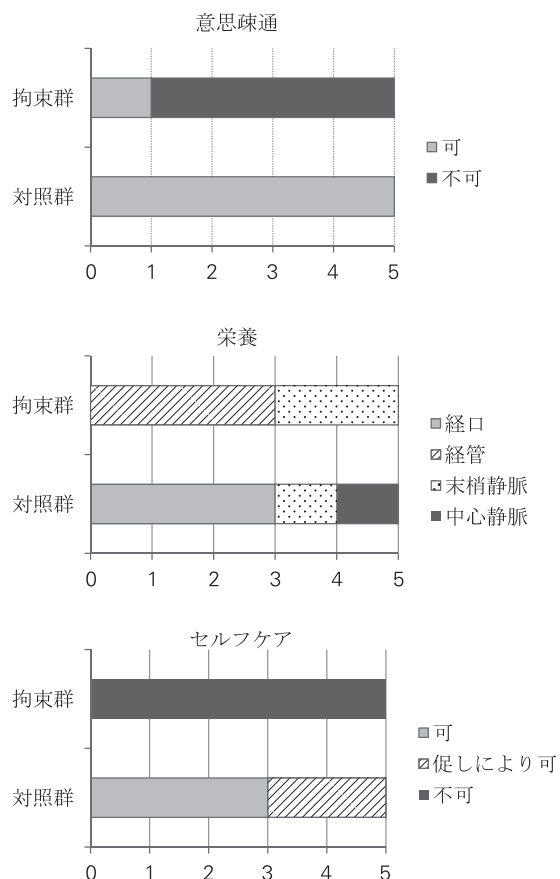 意思疎通
拘束群
対照群
可
不可
0 1 2 3 4 5
栄養
拘束群
対照群
経口
経管
末梢静脈
中心静脈
0 1 2 3 4 5
セルフケア
拘束群
対照群
可
促しにより可
不可
0 1 2 3 4 5